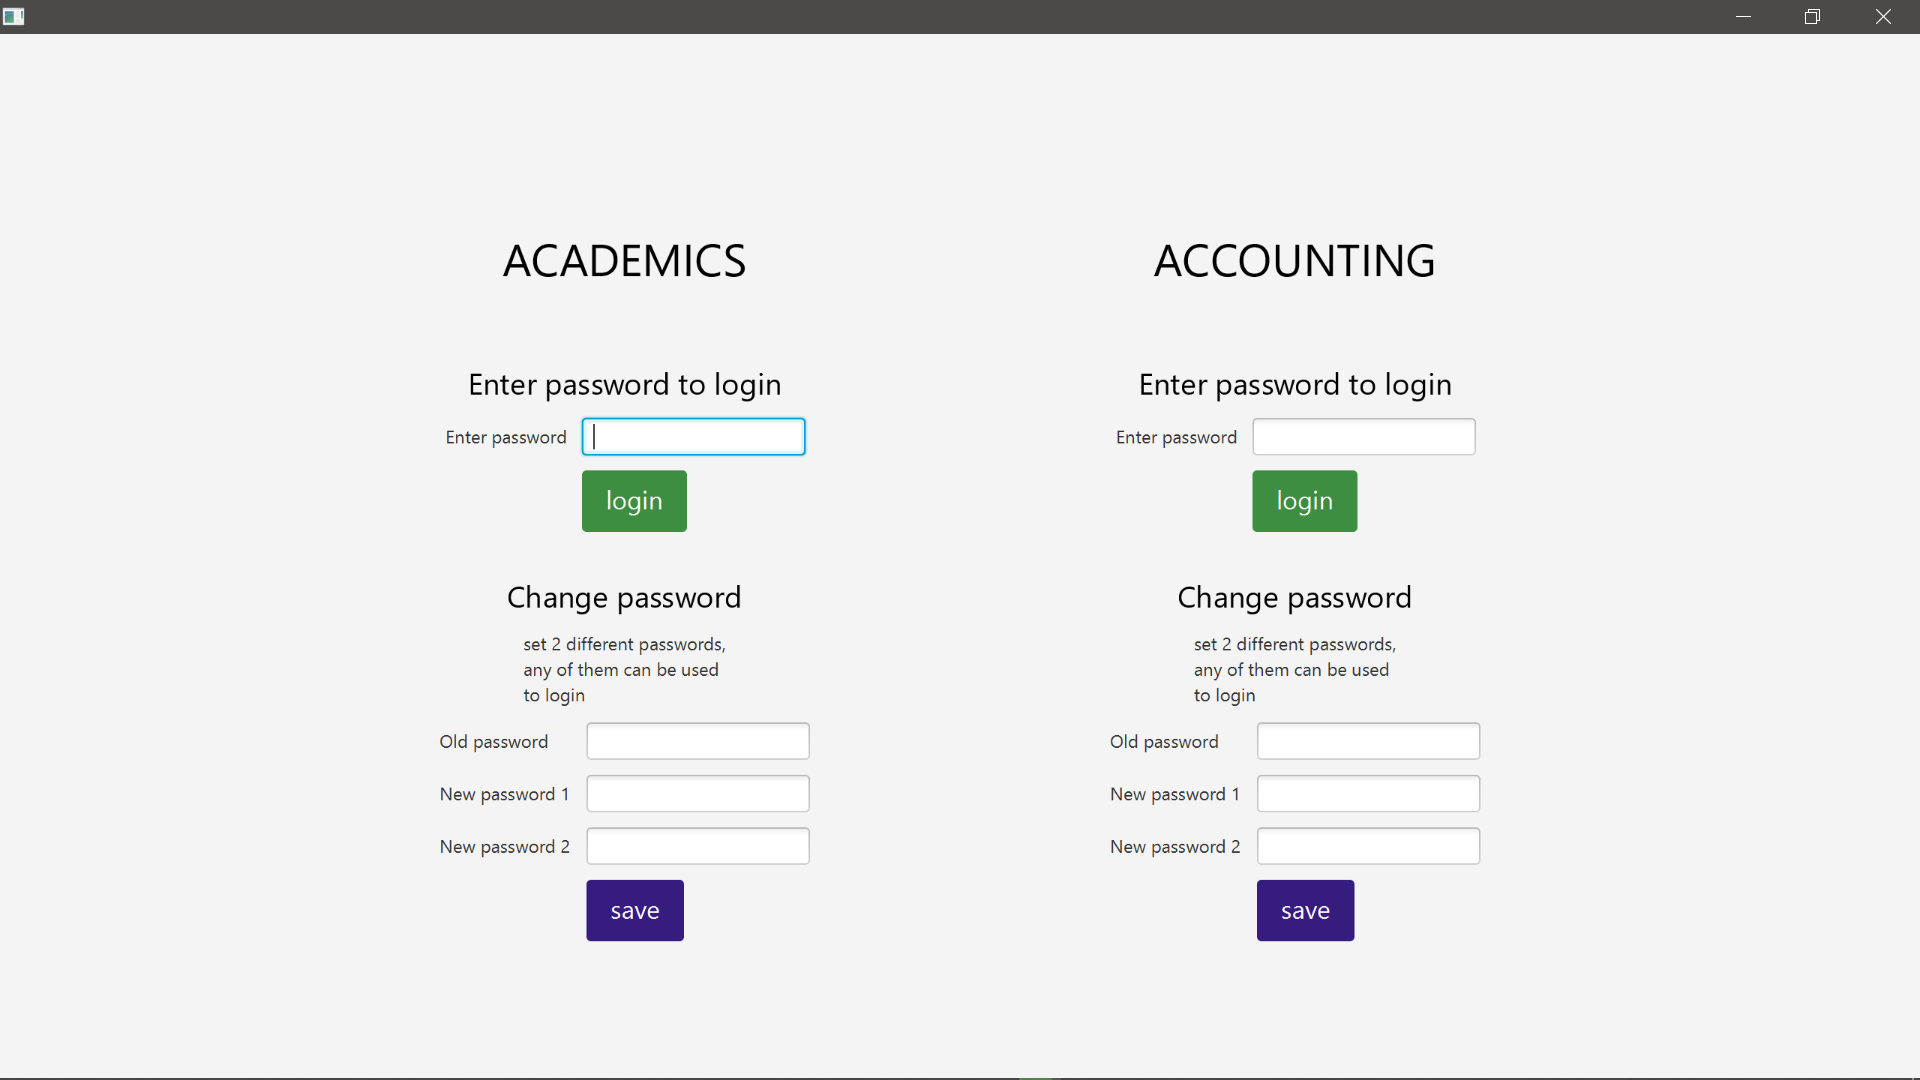 ACADEMICS
Enter password to login
Enter password
login
Change password
set 2 different passwords,
any of them can be used
to login
Old password
New password 1
New password 2
save
ACCOUNTING
Enter password to login
Enter password
login
Change password
set 2 different passwords,
any of them can be used
to login
Old password
New password 1
New password 2
save